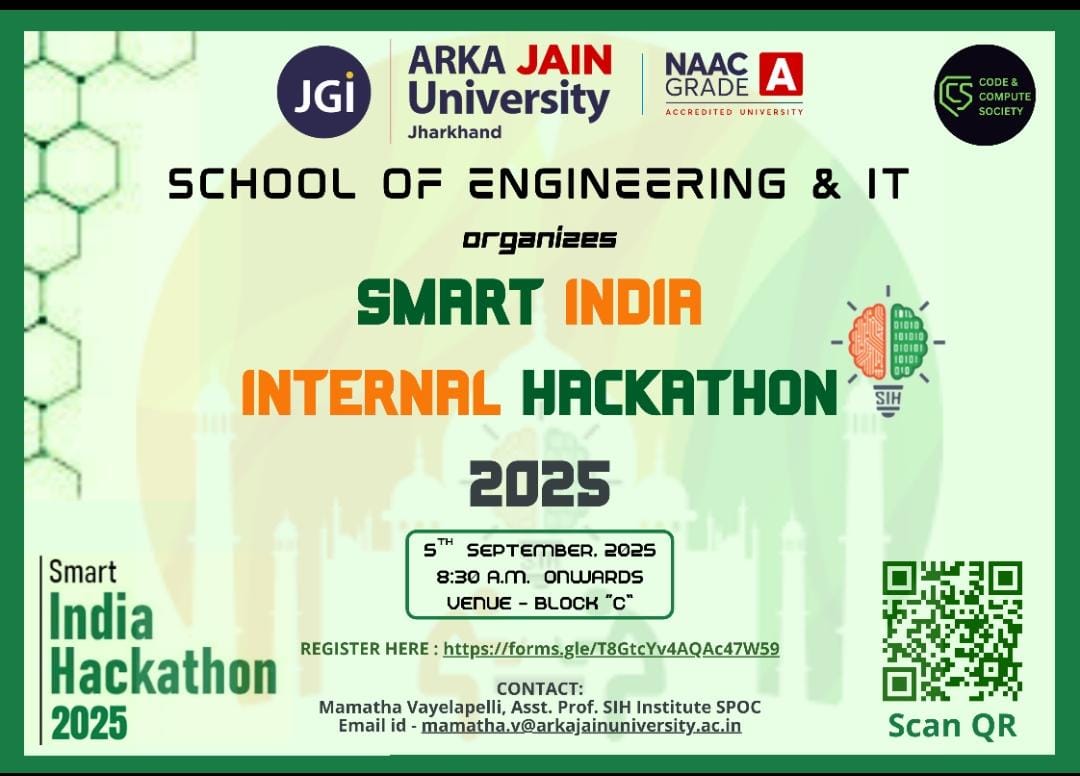 JGi
ARKA JAIN
University
Jharkhand
NAAC
GRADE A
ACCREDITED UNIVERSITY
CS
CODE &
COMPUTE
SOCIETY
SCHOOL OF ENGINEERING & IT
organizes
SMART INDIA
INTERNAL HACKATHON
SIH
2025
5TH SEPTEMBER, 2025
8:30 A.M. ONWARDS
VENUE - BLOCK "C"
Smart
India
Hackathon
2025
REGISTER HERE : https://forms.gle/T8GtcYv4AQAc47W59
CONTACT:
Mamatha Vayelapelli, Asst. Prof. SIH Institute SPOC
Email id - mamatha.v@arkajainuniversity.ac.in
Scan QR